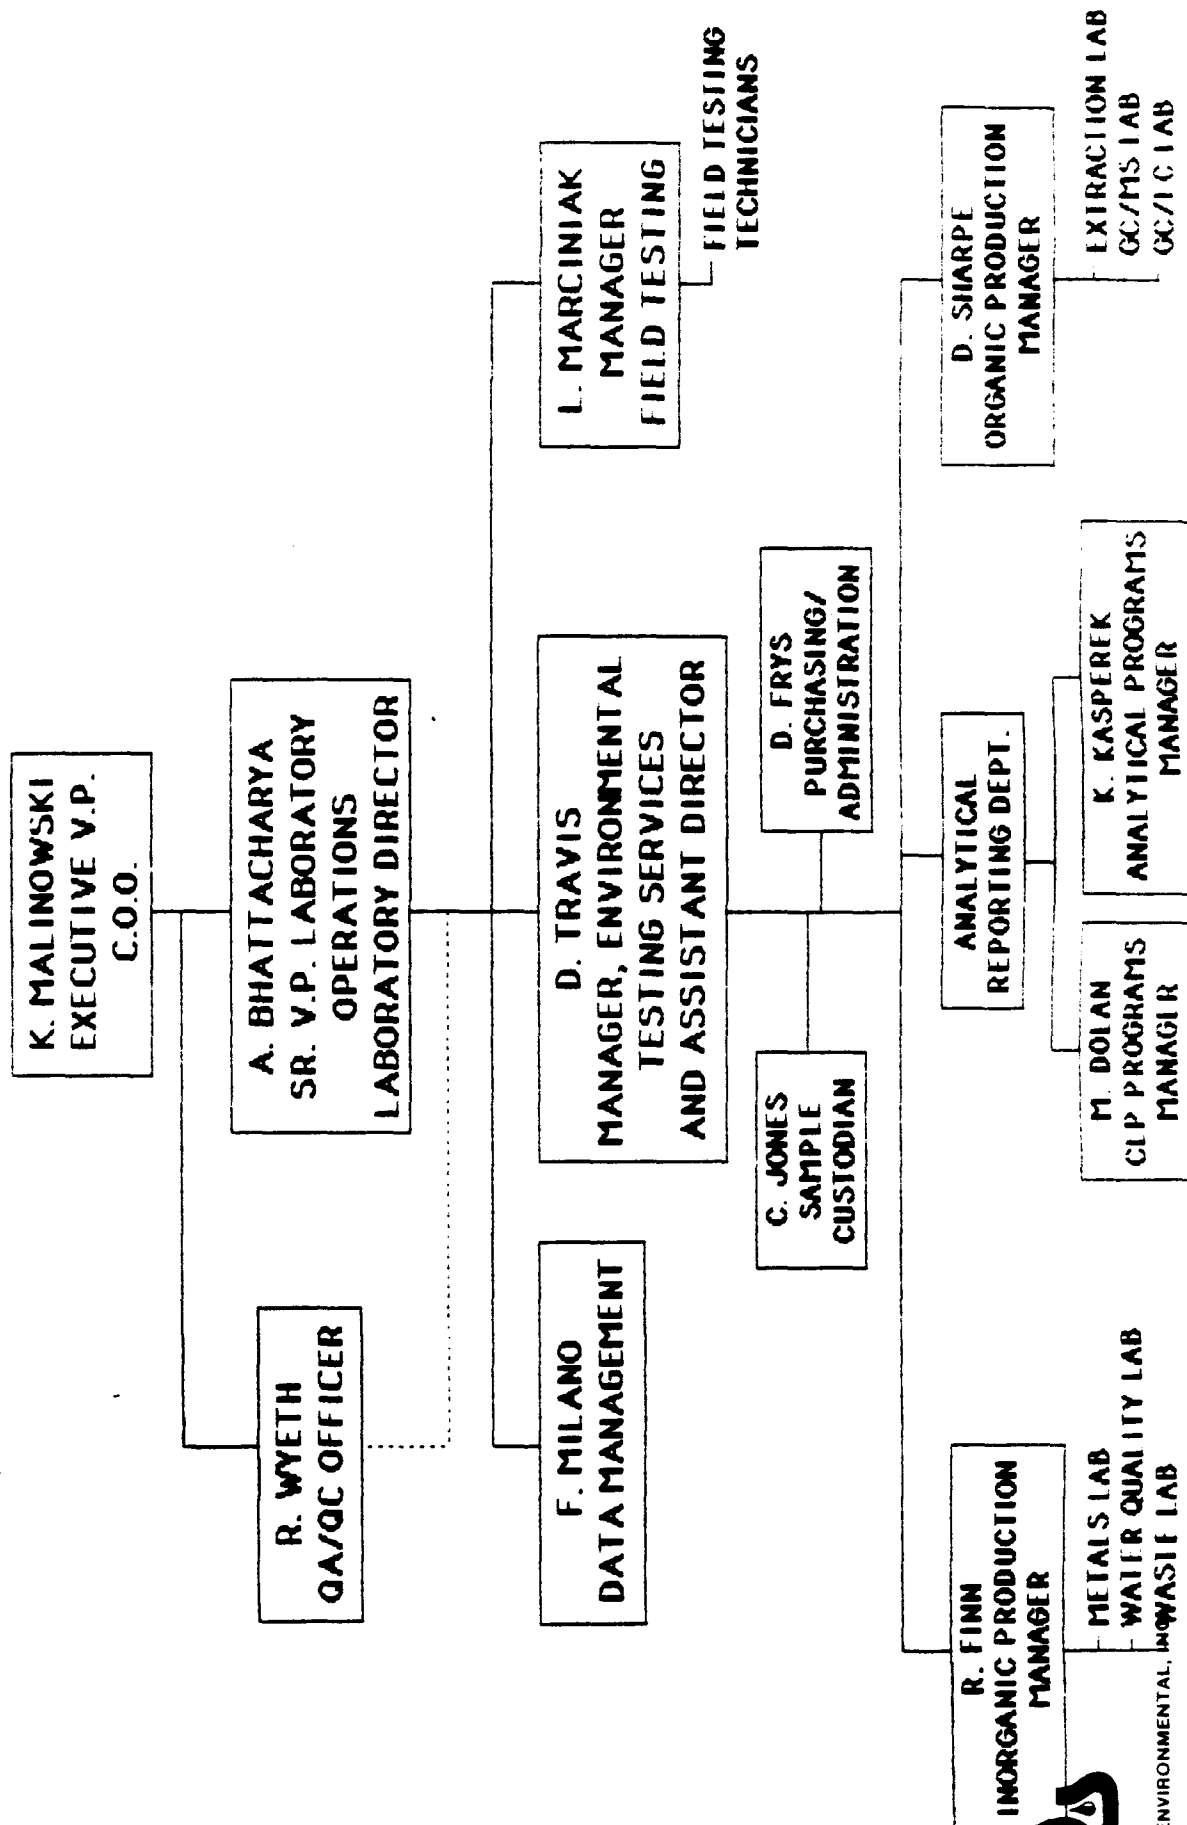 K. MALINOWSKI
EXECUTIVE V.P.
C.O.O.
R. WYETH
QA/QC OFFICER
A. BHATTACHARYA
SR. V.P. LABORATORY
OPERATIONS
LABORATORY DIRECTOR
F. MILANO
DATA MANAGEMENT
D. TRAVIS
MANAGER, ENVIRONMENTAL
TESTING SERVICES
AND ASSISTANT DIRECTOR
L. MARCINIAK
MANAGER
FIELD TESTING
FIELD TESTING
TECHNICIANS
C. JONES
SAMPLE
CUSTODIAN
D. FRYS
PURCHASING/
ADMINISTRATION
R. FINN
INORGANIC PRODUCTION
MANAGER
METALS LAB
WATER QUALITY LAB
WASTE LAB
ANALYTICAL
REPORTING DEPT.
M. DOLAN
CLP PROGRAMS
MANAGER
K. KASPEREK
ANALYTICAL PROGRAMS
MANAGER
D. SHARPE
ORGANIC PRODUCTION
MANAGER
EXTRACTION LAB
GC/MS LAB
GC/LC LAB
ENVIRONMENTAL,